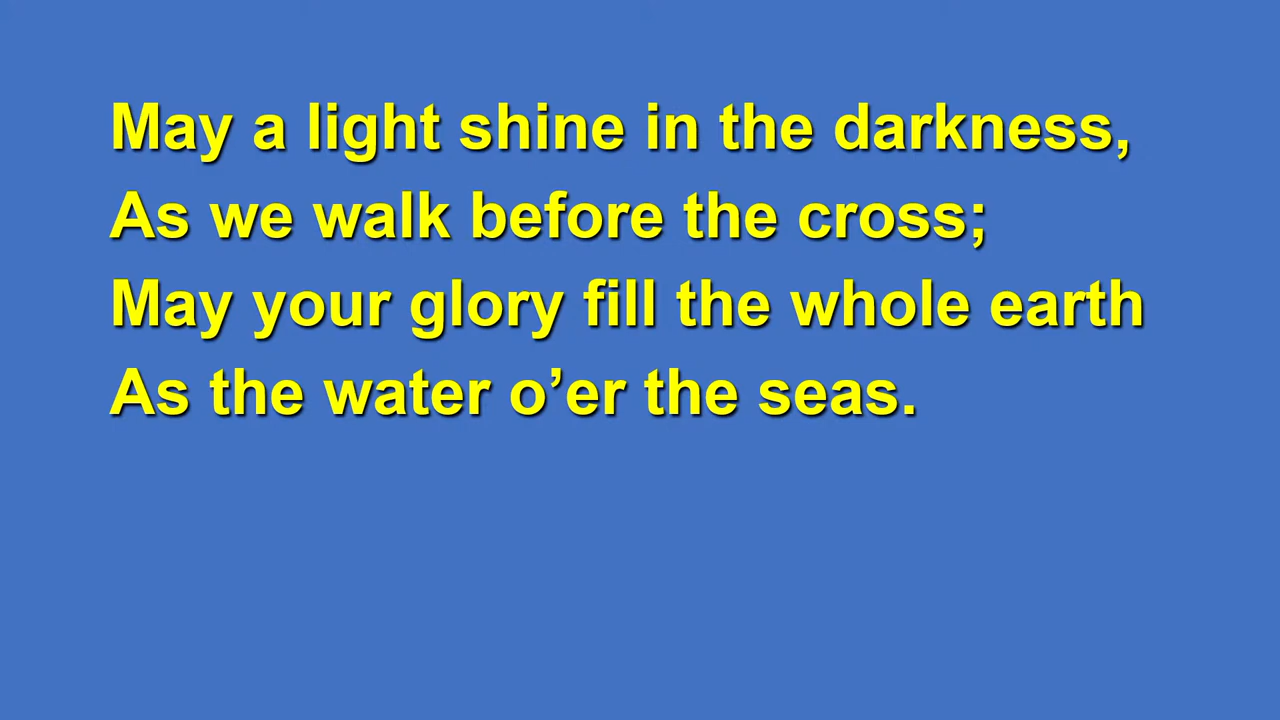 May a light shine in the darkness,
As we walk before the cross;
May your glory fill the whole earth
As the water o’er the seas.